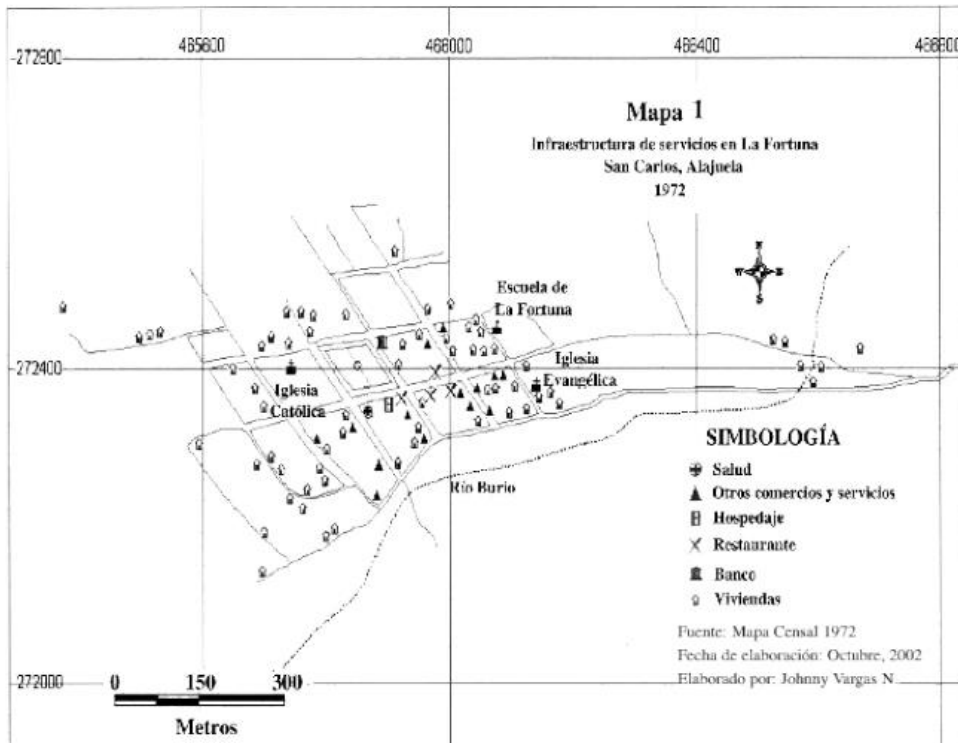 465600 466000 466400 466800
272800
Mapa 1
Infraestructura de servicios en La Fortuna
San Carlos, Alajuela
1972
N
W E
S
Escuela de
La Fortuna
272400
Iglesia
Evangélica
Iglesia
Católica
SIMBOLOGÍA
Salud
Río Burio
Otros comercios y servicios
Hospedaje
Restaurante
Banco
Viviendas
Fuente: Mapa Censal 1972
Fecha de elaboración: Octubre, 2002
272000
Elaborado por: Johnny Vargas N.
0 150 300
Metros